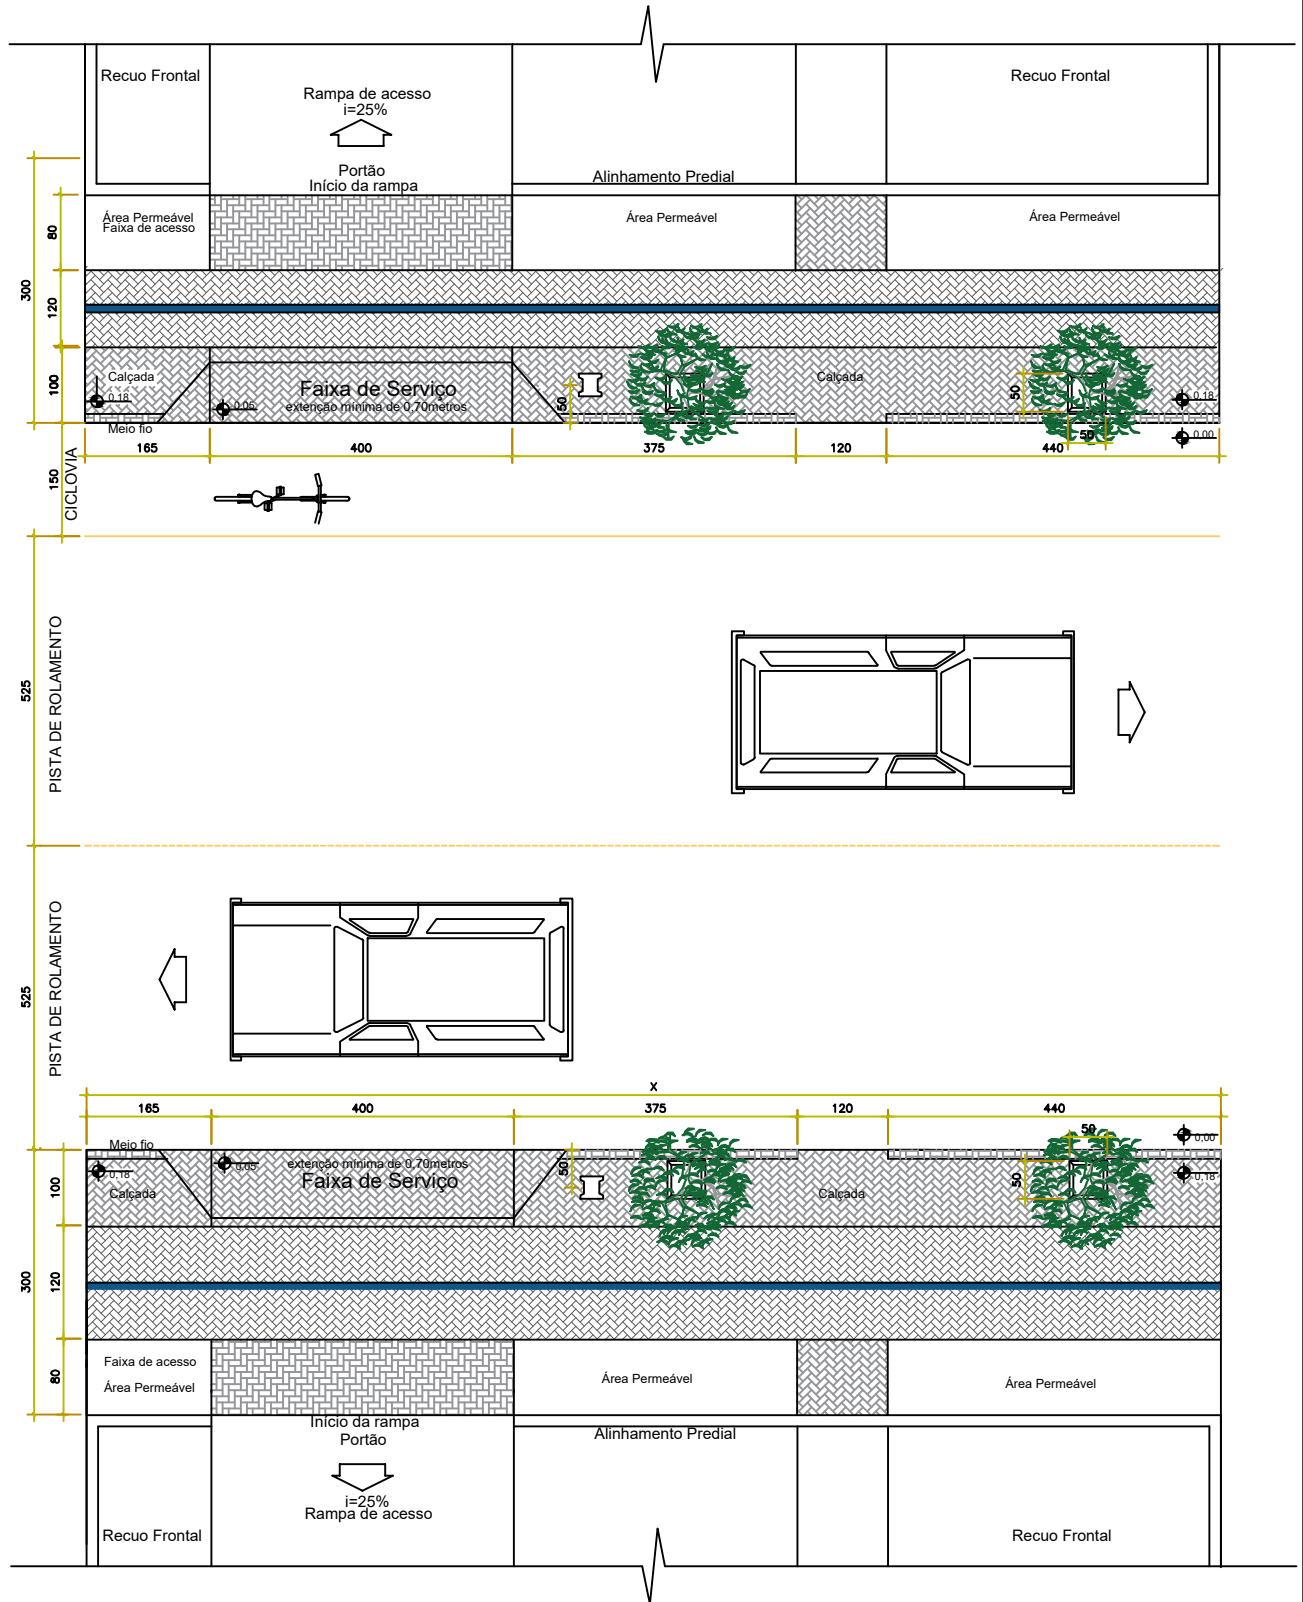 Recuo Frontal
Rampa de acesso
i=25%
Recuo Frontal
Portão
Início da rampa
Alinhamento Predial
Área Permeável
Faixa de acesso
Área Permeável
Área Permeável
80
300
120
100
Calçada
0,18
Faixa de Serviço
extenção mínima de 0,70metros
0,05
50
Calçada
50
0,18
Meio fio
0,00
50
165
400
375
120
440
150
CICLOVIA
525
PISTA DE ROLAMENTO
525
PISTA DE ROLAMENTO
X
165
400
375
120
440
Meio fio
50
0,00
0,18
0,05
extenção mínima de 0,70metros
Faixa de Serviço
50
50
0,18
Calçada
Calçada
100
300
120
80
Faixa de acesso
Área Permeável
Área Permeável
Área Permeável
Início da rampa
Portão
Alinhamento Predial
i=25%
Rampa de acesso
Recuo Frontal
Recuo Frontal